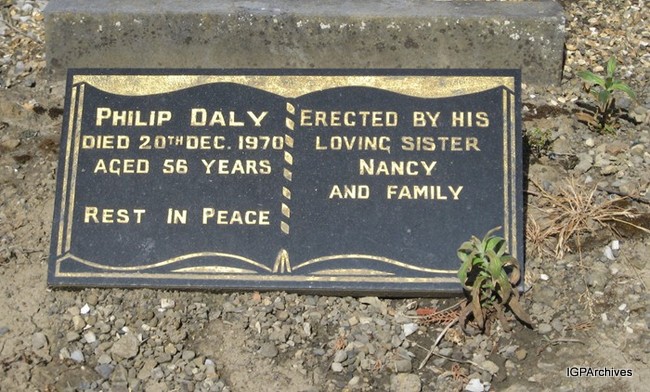 Philip Daly
Died 20th Dec. 1970
Aged 56 Years
Rest in Peace
Erected by his
loving sister
Nancy
and family
IGPArchives